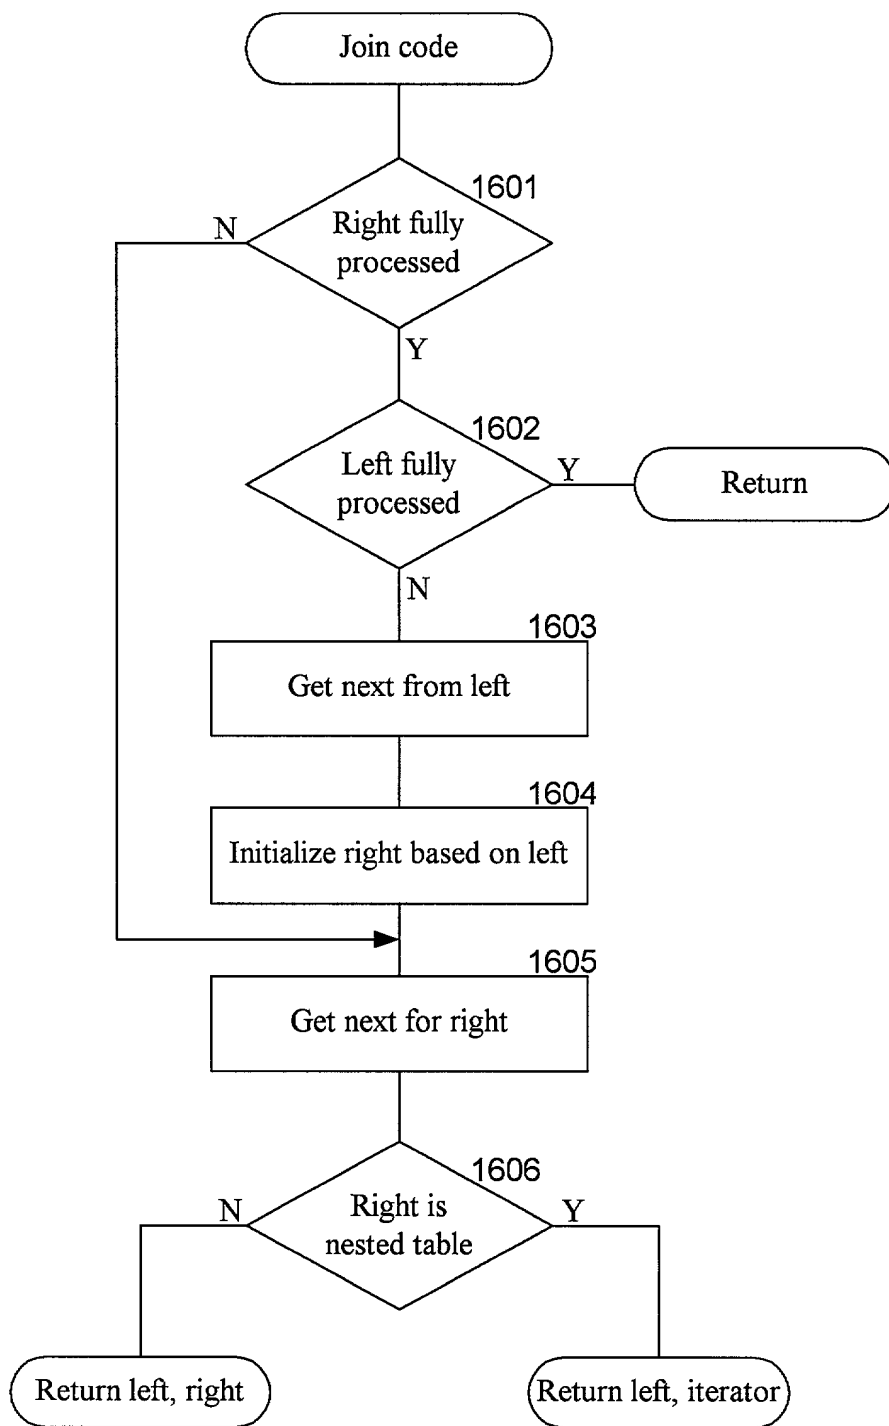 Join code
1601
N
Right fully
processed
Y
1602
Left fully
processed
Y
Return
N
1603
Get next from left
1604
Initialize right based on left
1605
Get next for right
1606
N
Right is
nested table
Y
Return left, right
Return left, iterator